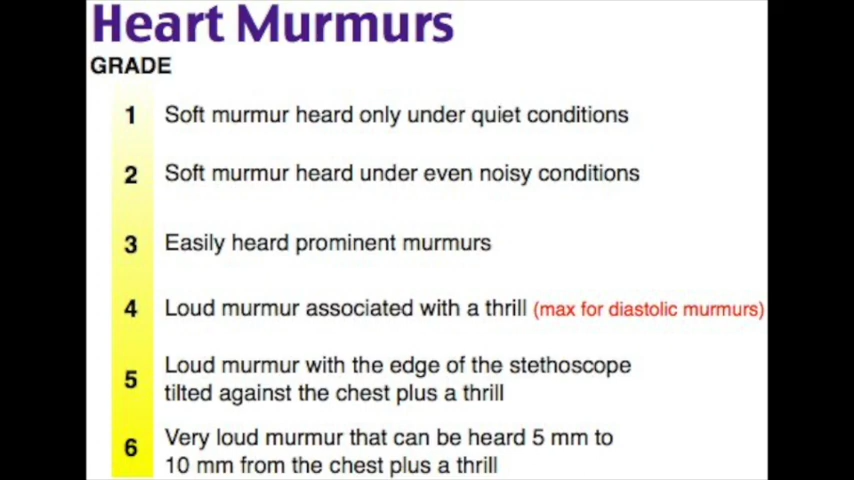 Heart Murmurs
GRADE
1 Soft murmur heard only under quiet conditions
2 Soft murmur heard under even noisy conditions
3 Easily heard prominent murmurs
4 Loud murmur associated with a thrill (max for diastolic murmurs)
5 Loud murmur with the edge of the stethoscope
tilted against the chest plus a thrill
6 Very loud murmur that can be heard 5 mm to
10 mm from the chest plus a thrill